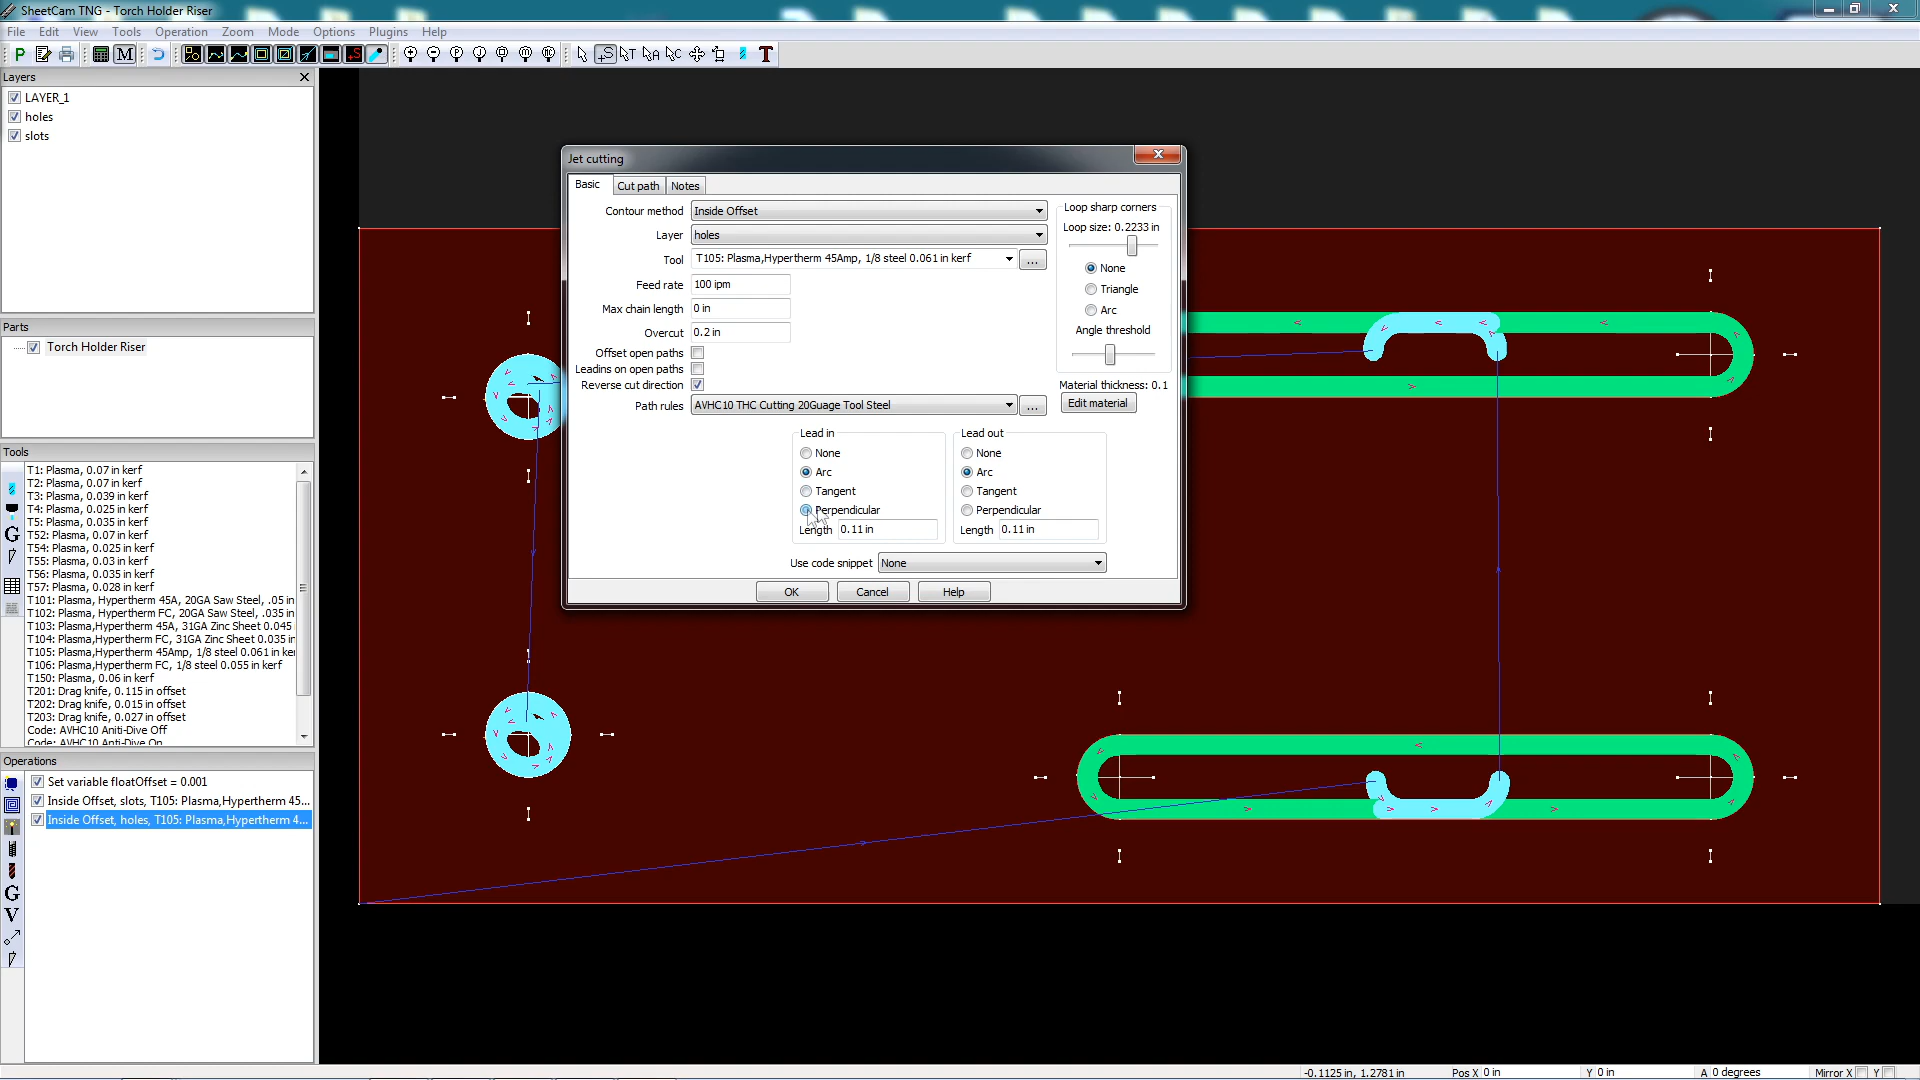 SheetCam TNG - Torch Holder Riser
File Edit View Tools Operation Zoom Mode Options Plugins Help
Layers
LAYER_1
holes
slots
Parts
Torch Holder Riser
Tools
T1: Plasma, 0.07 in kerf
T2: Plasma, 0.07 in kerf
T3: Plasma, 0.039 in kerf
T4: Plasma, 0.025 in kerf
T5: Plasma, 0.035 in kerf
T52: Plasma, 0.07 in kerf
T54: Plasma, 0.025 in kerf
T55: Plasma, 0.03 in kerf
T56: Plasma, 0.035 in kerf
T57: Plasma, 0.028 in kerf
T101: Plasma, Hypertherm 45A, 20GA Saw Steel, .05 in
T102: Plasma, Hypertherm FC, 20GA Saw Steel, .035 in
T103: Plasma, Hypertherm 45A, 31GA Zinc Sheet 0.045
T104: Plasma, Hypertherm FC, 31GA Zinc Sheet 0.035 in
T105: Plasma,Hypertherm 45Amp, 1/8 steel 0.061 in ker
T106: Plasma,Hypertherm FC, 1/8 steel 0.055 in kerf
T150: Plasma, 0.06 in kerf
T201: Drag knife, 0.115 in offset
T202: Drag knife, 0.015 in offset
T203: Drag knife, 0.027 in offset
Code: AVHC10 Aniti-Dive Off
Code: AVHC10 Anti-Dive On
Operations
Set variable floatOffset = 0.001
Inside Offset, slots, T105: Plasma,Hypertherm 45...
Inside Offset, holes, T105: Plasma,Hypertherm 4...
Jet cutting
Basic Cut path Notes
Contour method Inside Offset
Layer holes
Tool T105: Plasma,Hypertherm 45Amp, 1/8 steel 0.061 in kerf ...
Feed rate 100 ipm
Max chain length 0 in
Overcut 0.2 in
Offset open paths
Leadins on open paths
Reverse cut direction
Path rules AVHC10 THC Cutting 20Guage Tool Steel ...
Loop sharp corners
Loop size: 0.2233 in
None
Triangle
Arc
Angle threshold
Material thickness: 0.1
Edit material
Lead in
None
Arc
Tangent
Perpendicular
Length 0.11 in
Lead out
None
Arc
Tangent
Perpendicular
Length 0.11 in
Use code snippet None
OK Cancel Help
-0.1125 in, 1.2781 in Pos X 0 in Y 0 in A 0 degrees Mirror X Y